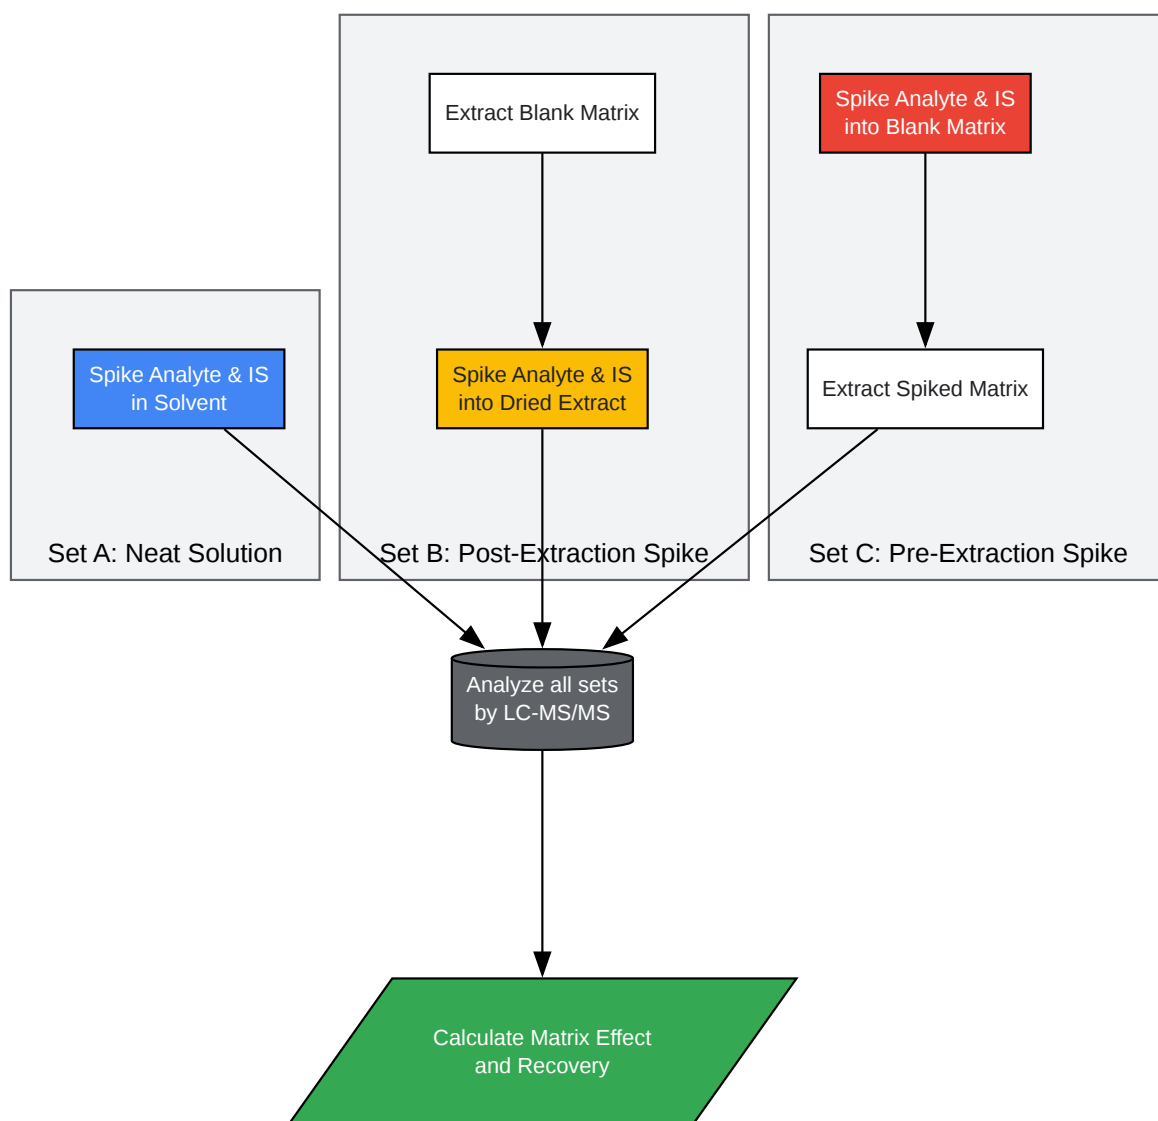 Extract Blank Matrix
Spike Analyte & IS
into Blank Matrix
Spike Analyte & IS
in Solvent
Spike Analyte & IS
into Dried Extract
Extract Spiked Matrix
Set A: Neat Solution
Set B: Post-Extraction Spike
Set C: Pre-Extraction Spike
Analyze all sets
by LC-MS/MS
Calculate Matrix Effect
and Recovery